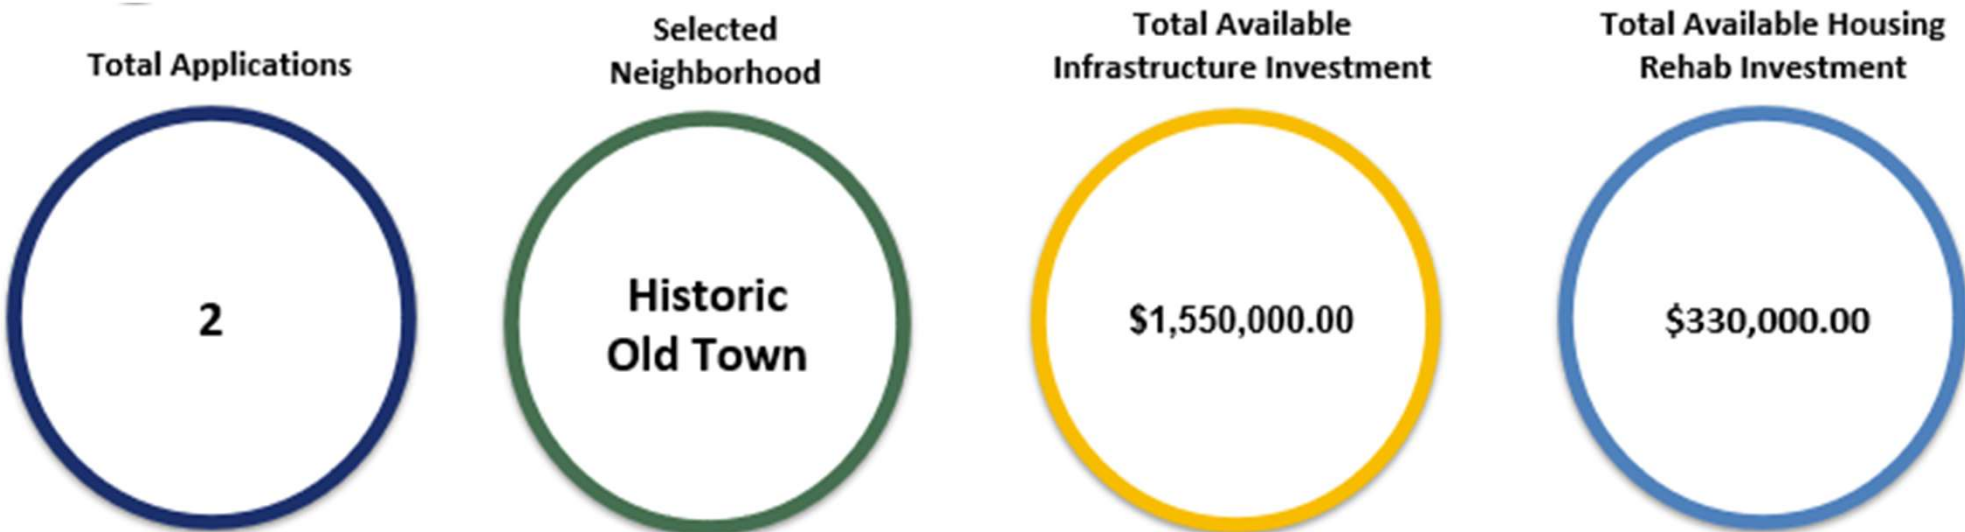 Total Applications
2
Selected
Neighborhood
Historic
Old Town
Total Available
Infrastructure Investment
$1,550,000.00
Total Available Housing
Rehab Investment
$330,000.00